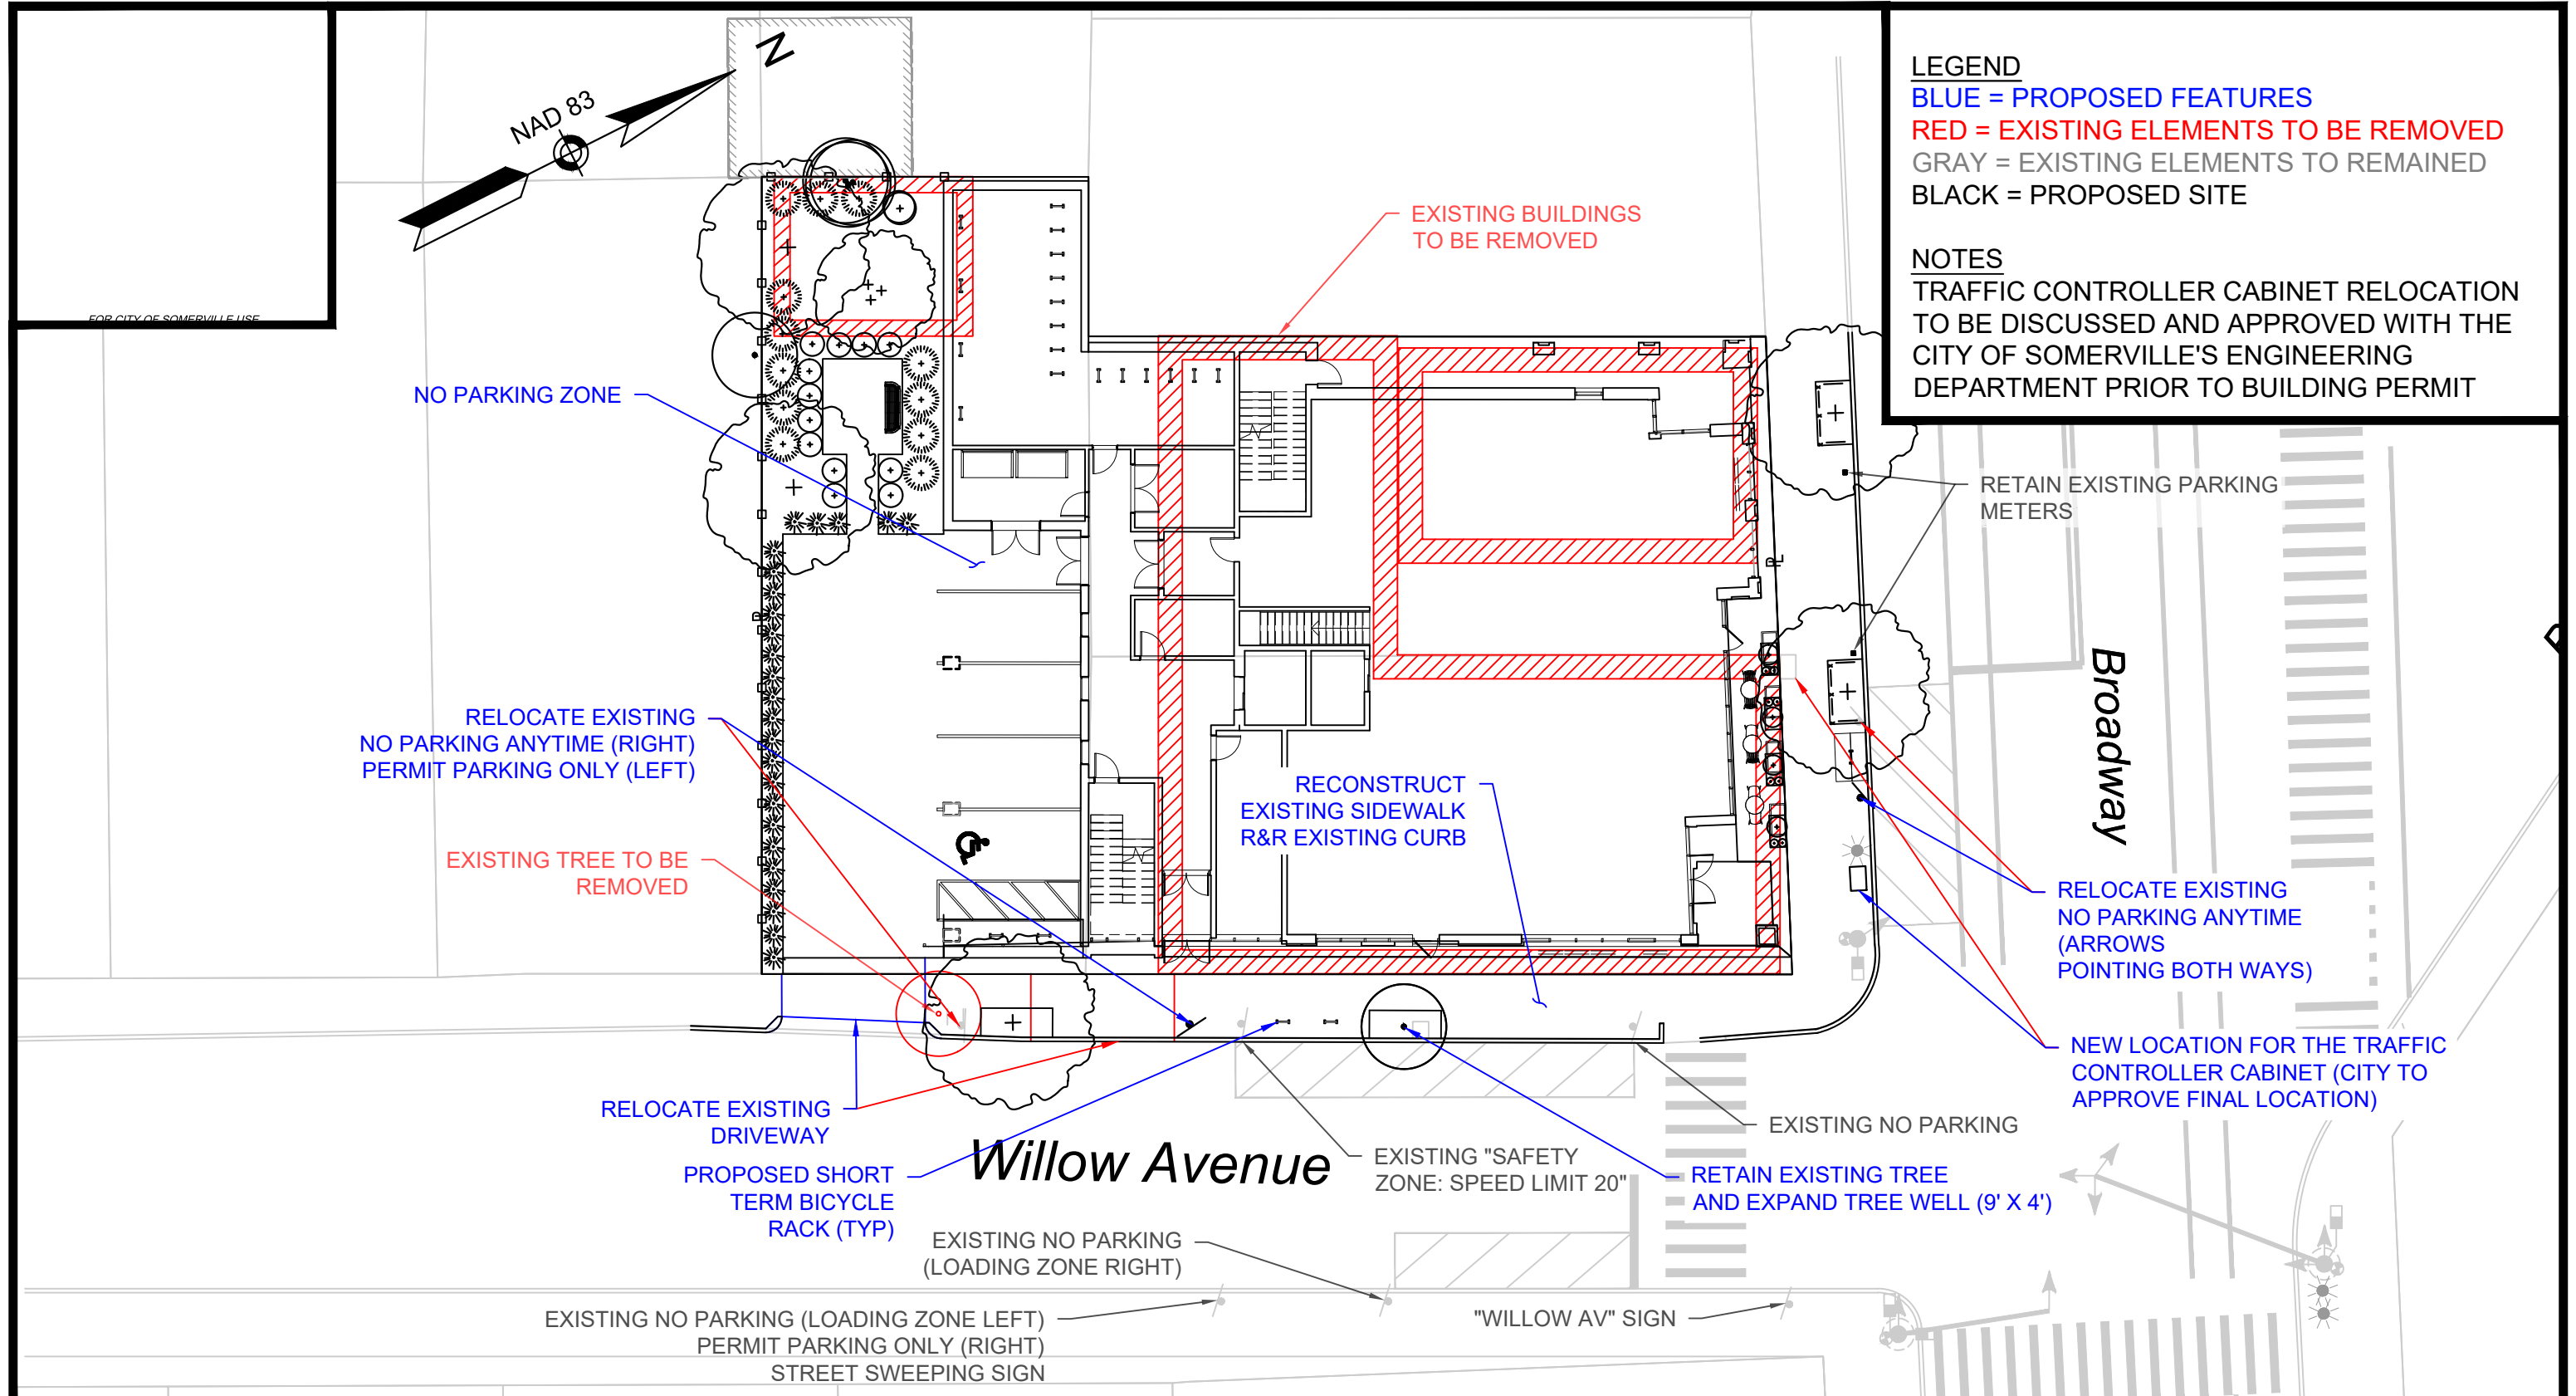 FOR CITY OF SOMERVILLE USE
NAD 83
N
LEGEND
BLUE = PROPOSED FEATURES
RED = EXISTING ELEMENTS TO BE REMOVED
GRAY = EXISTING ELEMENTS TO REMAINED
BLACK = PROPOSED SITE
NOTES
TRAFFIC CONTROLLER CABINET RELOCATION
TO BE DISCUSSED AND APPROVED WITH THE
CITY OF SOMERVILLE'S ENGINEERING
DEPARTMENT PRIOR TO BUILDING PERMIT
EXISTING BUILDINGS
TO BE REMOVED
NO PARKING ZONE
RETAIN EXISTING PARKING
METERS
RELOCATE EXISTING
NO PARKING ANYTIME (RIGHT)
PERMIT PARKING ONLY (LEFT)
RECONSTRUCT
EXISTING SIDEWALK
R&R EXISTING CURB
Broadway
EXISTING TREE TO BE
REMOVED
RELOCATE EXISTING
NO PARKING ANYTIME
(ARROWS
POINTING BOTH WAYS)
NEW LOCATION FOR THE TRAFFIC
CONTROLLER CABINET (CITY TO
APPROVE FINAL LOCATION)
RELOCATE EXISTING
DRIVEWAY
EXISTING NO PARKING
Willow Avenue
EXISTING "SAFETY
ZONE: SPEED LIMIT 20"
PROPOSED SHORT
TERM BICYCLE
RACK (TYP)
RETAIN EXISTING TREE
AND EXPAND TREE WELL (9' X 4')
EXISTING NO PARKING
(LOADING ZONE RIGHT)
EXISTING NO PARKING (LOADING ZONE LEFT)
PERMIT PARKING ONLY (RIGHT)
STREET SWEEPING SIGN
"WILLOW AV" SIGN